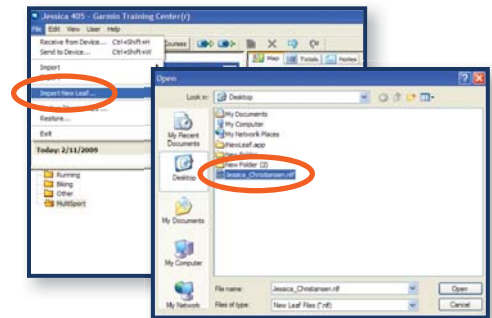 Jessica 405 - Garmin Training Center(r)
File Edit View User Help
Receive from Device... Ctrl+Shift+H
Send to Device... Ctrl+Shift+
Import
Import New Leaf...
Restore...
Exit
Today: 2/11/2009
Running
Biking
Other
MultiSport
Courses
Map
Totals
Notes
Open
Look in: Desktop
My Documents
My Computer
My Network Places
NewLeaf.app
New Folder
New Folder (2)
Jessica_Christiansen.nlf
My Recent
Documents
Desktop
My Documents
My Computer
My Network
File name: Jessica_Christiansen.nlf
Open
Files of type: New Leaf Files (*.nlf)
Cancel